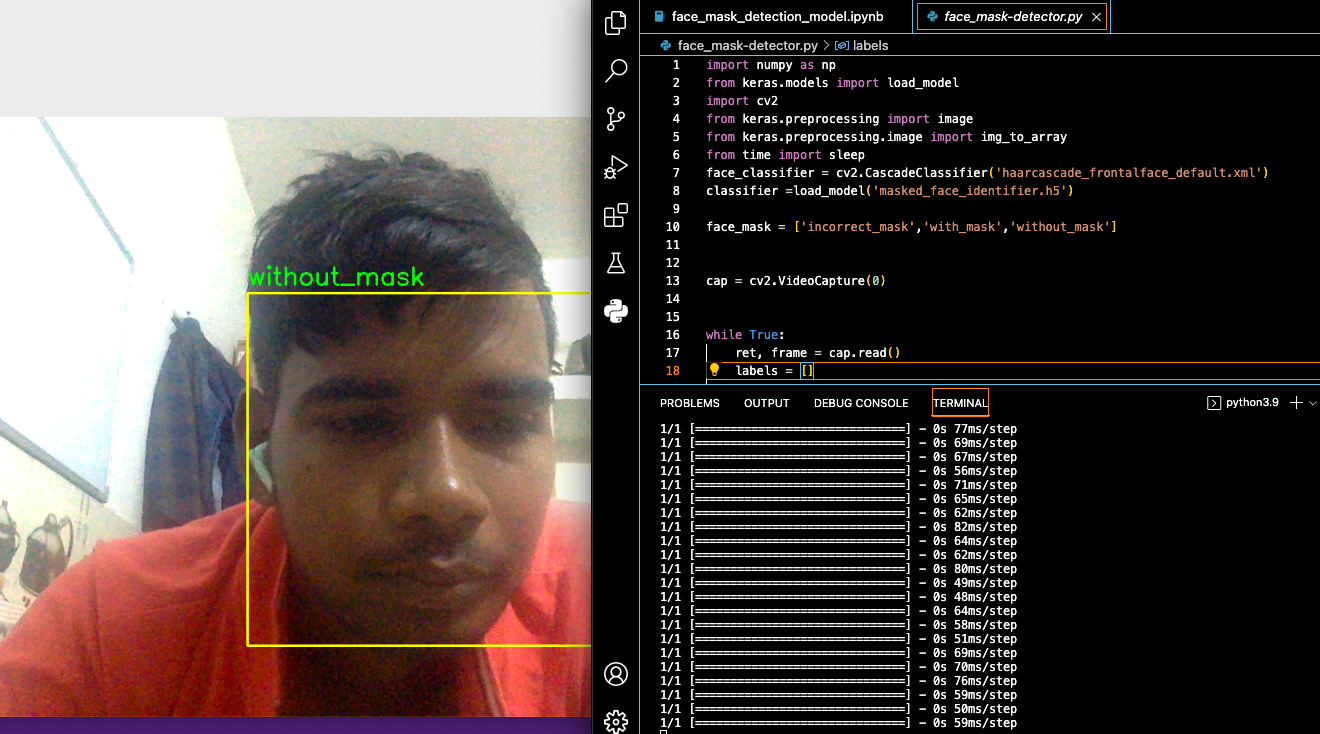 without_mask
face_mask_detection_model.ipynb
face_mask-detector.py
face_mask-detector.py > labels
1 import numpy as np
2 from keras.models import load_model
3 import cv2
4 from keras.preprocessing import image
5 from keras.preprocessing.image import img_to_array
6 from time import sleep
7 face_classifier = cv2.CascadeClassifier('haarcascade_frontalface_default.xml')
8 classifier =load_model('masked_face_identifier.h5')
9
10 face_mask = ['incorrect_mask','with_mask','without_mask']
11
12
13 cap = cv2.VideoCapture(0)
14
15
16 while True:
17 ret, frame = cap.read()
18 labels = []
PROBLEMS OUTPUT DEBUG CONSOLE TERMINAL python3.9
1/1 [==============================] - 0s 77ms/step
1/1 [==============================] - 0s 69ms/step
1/1 [==============================] - 0s 67ms/step
1/1 [==============================] - 0s 56ms/step
1/1 [==============================] - 0s 71ms/step
1/1 [==============================] - 0s 65ms/step
1/1 [==============================] - 0s 62ms/step
1/1 [==============================] - 0s 82ms/step
1/1 [==============================] - 0s 64ms/step
1/1 [==============================] - 0s 62ms/step
1/1 [==============================] - 0s 80ms/step
1/1 [==============================] - 0s 49ms/step
1/1 [==============================] - 0s 48ms/step
1/1 [==============================] - 0s 64ms/step
1/1 [==============================] - 0s 58ms/step
1/1 [==============================] - 0s 51ms/step
1/1 [==============================] - 0s 69ms/step
1/1 [==============================] - 0s 70ms/step
1/1 [==============================] - 0s 76ms/step
1/1 [==============================] - 0s 59ms/step
1/1 [==============================] - 0s 50ms/step
1/1 [==============================] - 0s 59ms/step